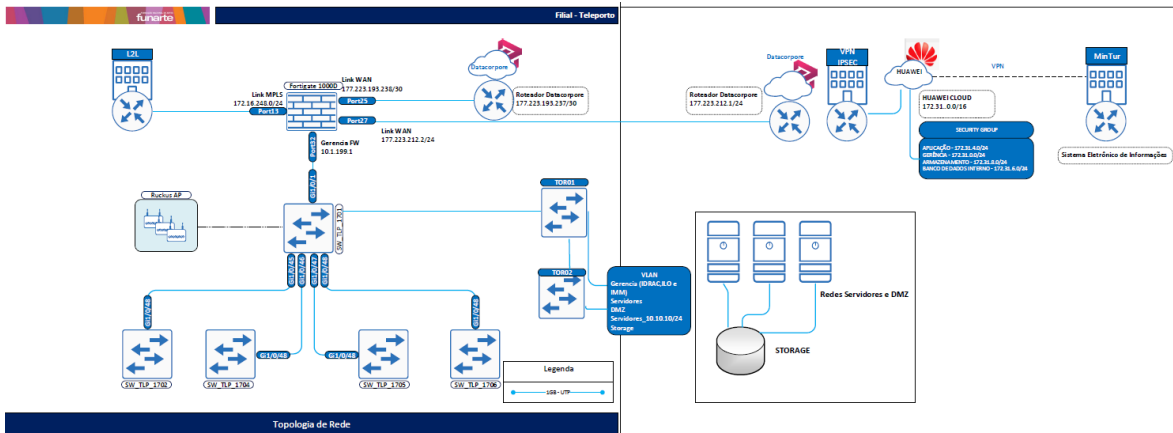 funarte
Filial - Teleporto
L2L
Link MPLS
172.16.248.0/24
Port13
Fortigate 1000D
Link WAN
177.223.193.238/30
Port25
Port27
Link WAN
177.223.212.2/24
Port32
Gerencia FW
10.1.199.1
Gi1/0/1
Datacorpore
Roteador Datacorpore
177.223.193.237/30
Datacorpore
Roteador Datacorpore
177.223.212.1/24
VPN
IPSEC
HUAWEI
HUAWEI
VPN
MinTur
HUAWEI CLOUD
172.31.0.0/16
SECURITY GROUP
APLICAÇÃO - 172.31.4.0/24
GERÊNCIA - 172.31.0.0/24
BANCO DE DADOS INTERNO - 172.31.6.0/24
Sistema Eletrônico de Informações
Ruckus AP
SW_TLP_1701
TOR01
TOR02
VLAN
Gerencia (IDRAC,ILO e
IMM)
Servidores
DMZ
Servidores_10.10.10/24
Storage
Redes Servidores e DMZ
STORAGE
Gi1/0/45
Gi1/0/46
Gi1/0/47
Gi1/0/48
Gi1/0/48
Gi1/0/48
Gi1/0/48
Gi1/0/48
SW_TLP_1702
SW_TLP_1704
SW_TLP_1705
SW_TLP_1706
Legenda
1GB - UTP
Topologia de Rede